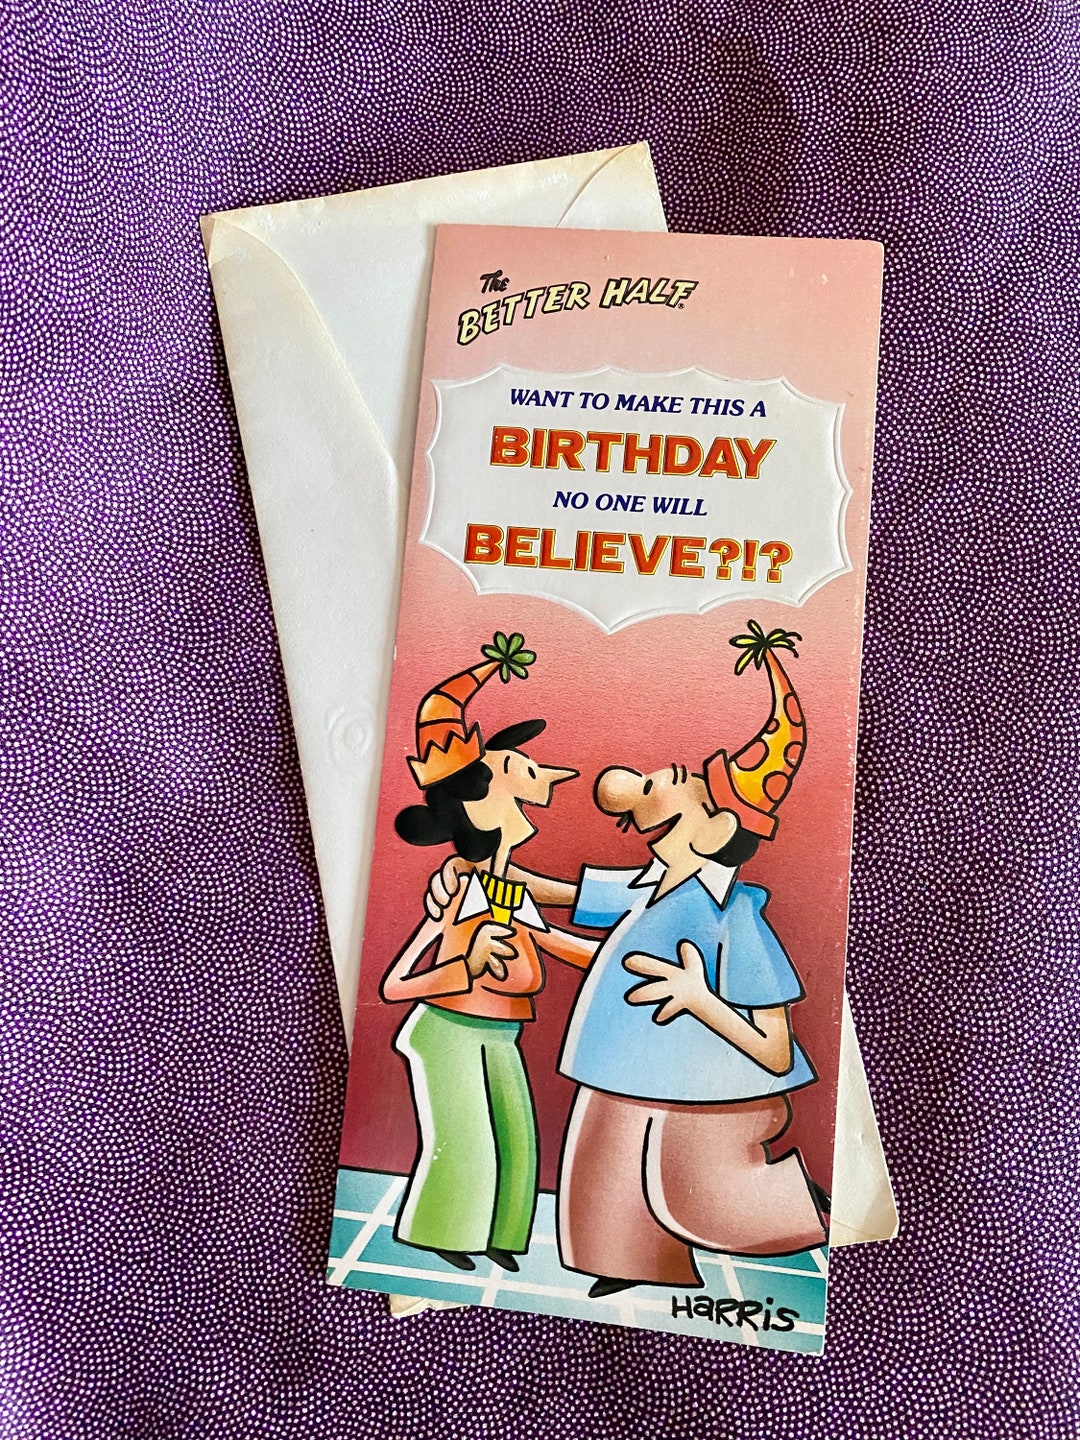 The
BETTER HALF®
WANT TO MAKE THIS A
BIRTHDAY
NO ONE WILL
BELIEVE?!?
HARRiS